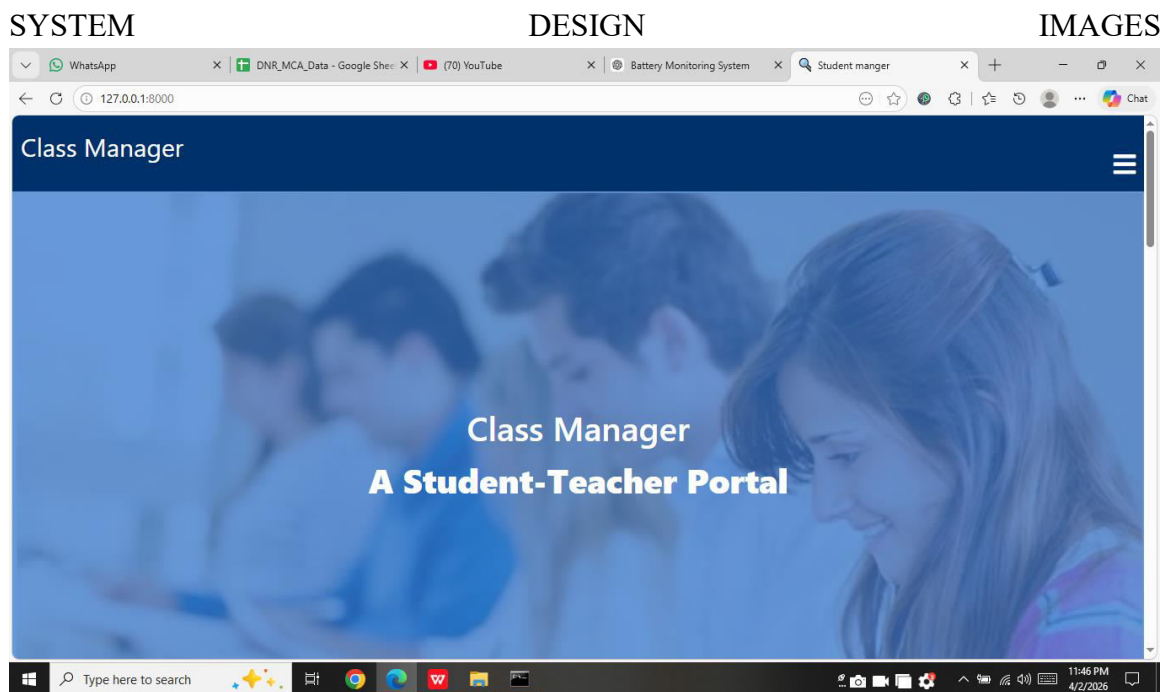 SYSTEM DESIGN IMAGES
WhatsApp DNR_MCA_Data - Google Shee (70) YouTube Battery Monitoring System Student manger
127.0.0.1:8000 Chat
Class Manager
Class Manager
A Student-Teacher Portal
Type here to search
11:46 PM
4/2/2026